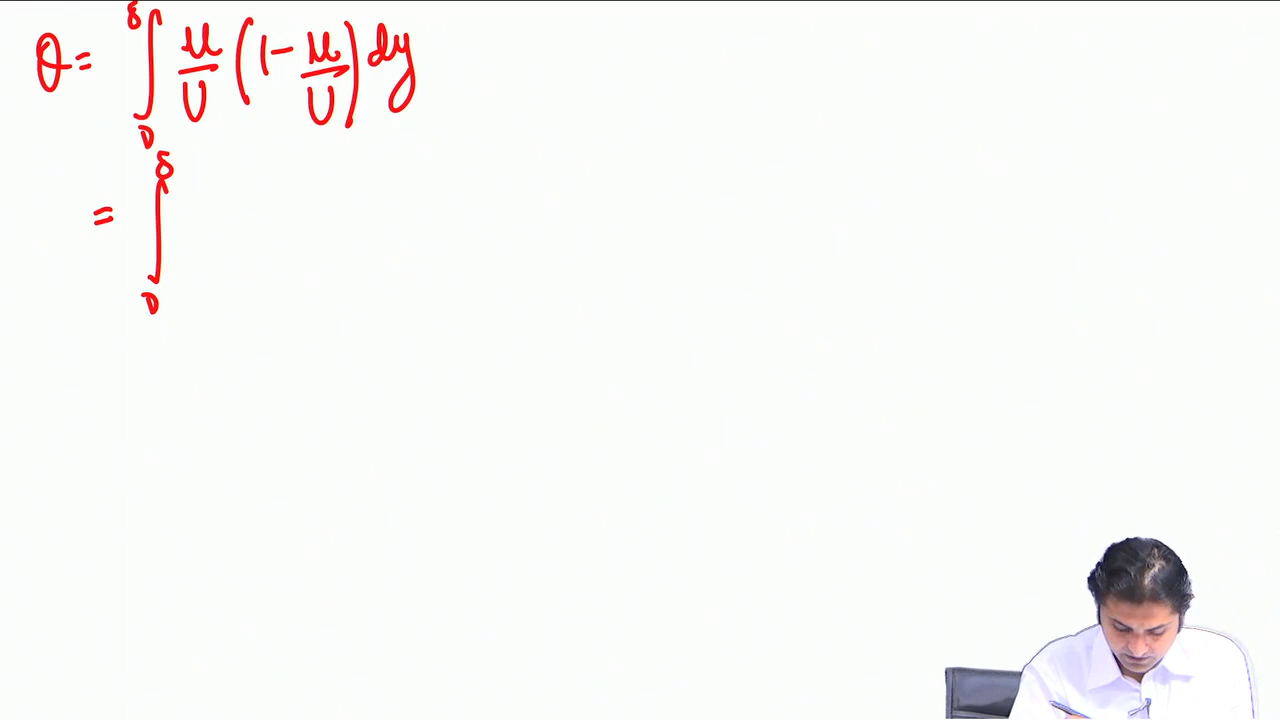 θ = ∫₀^δ u/U (1 - u/U) dy
= ∫₀^δ